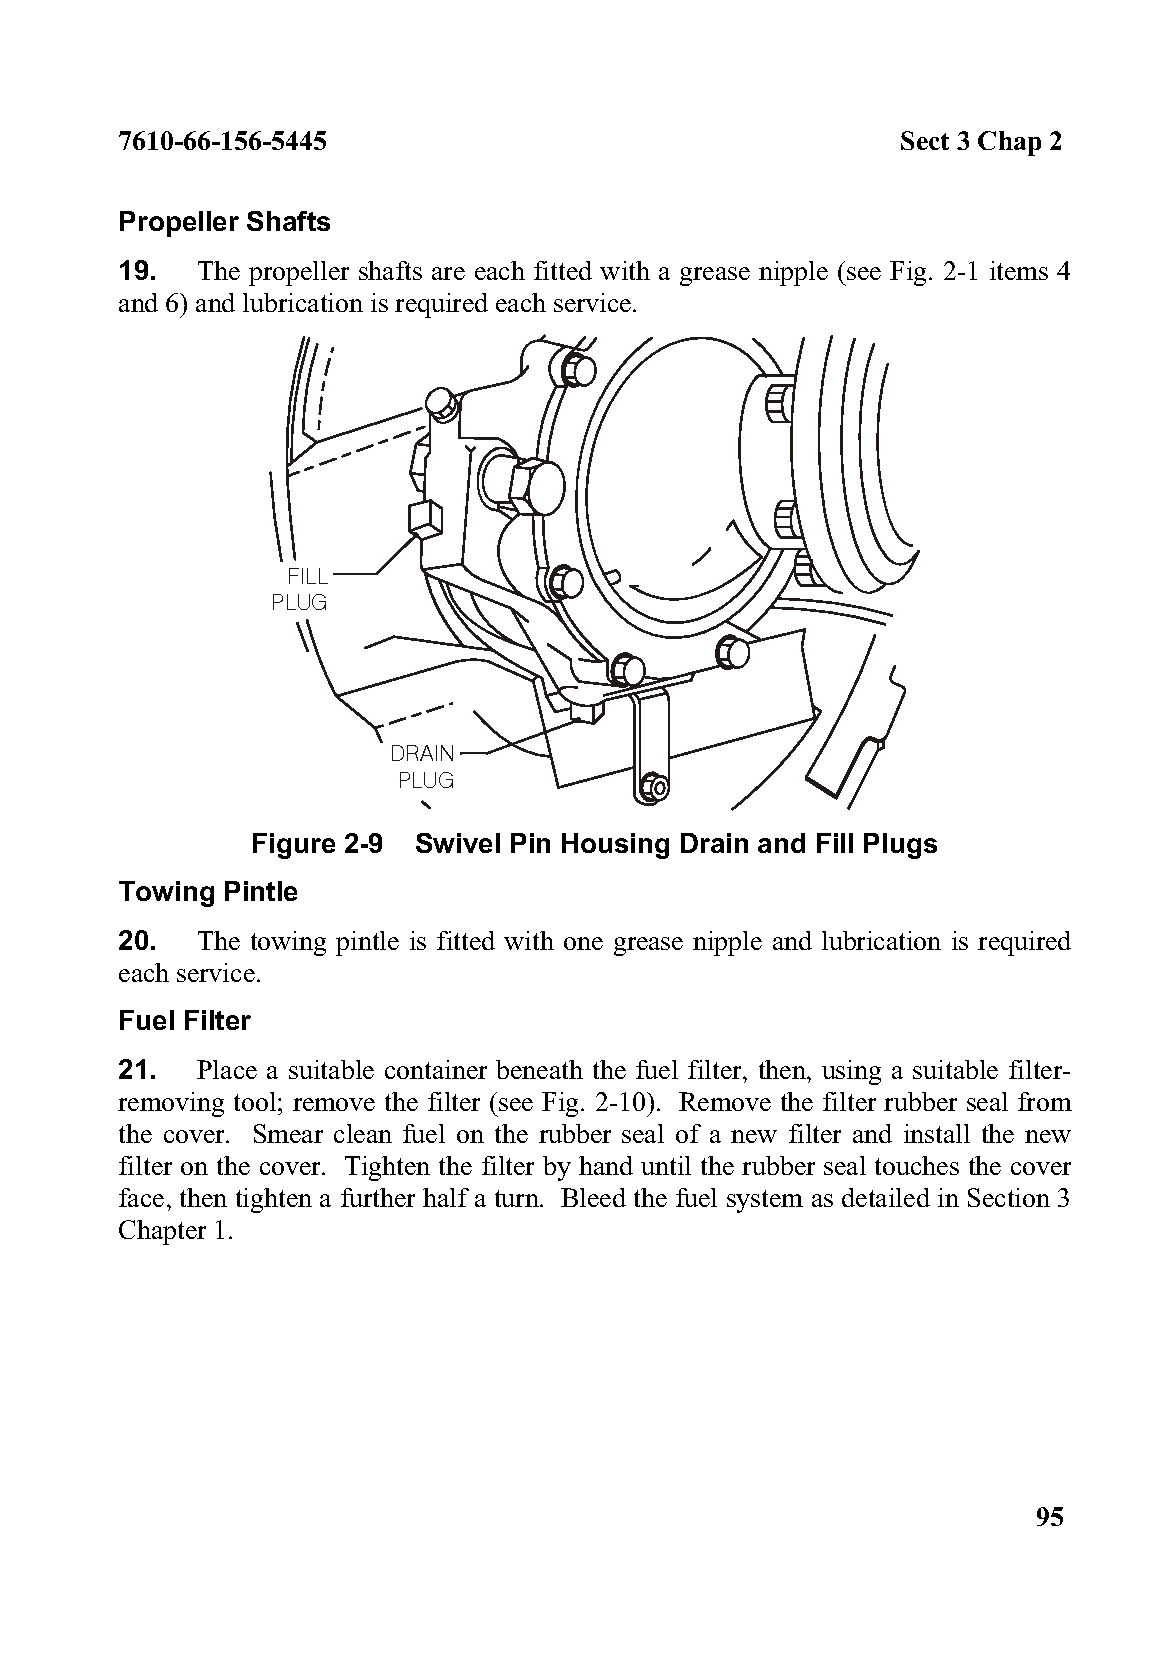 7610-66-156-5445 Sect 3 Chap 2
Propeller Shafts
19. The propeller shafts are each fitted with a grease nipple (see Fig. 2-1 items 4
and 6) and lubrication is required each service.
FILL
PLUG
DRAIN
PLUG
Figure 2-9 Swivel Pin Housing Drain and Fill Plugs
Towing Pintle
20. The towing pintle is fitted with one grease nipple and lubrication is required
each service.
Fuel Filter
21. Place a suitable container beneath the fuel filter, then, using a suitable filter-
removing tool; remove the filter (see Fig. 2-10). Remove the filter rubber seal from
the cover. Smear clean fuel on the rubber seal of a new filter and install the new
filter on the cover. Tighten the filter by hand until the rubber seal touches the cover
face, then tighten a further half a turn. Bleed the fuel system as detailed in Section 3
Chapter 1.
95